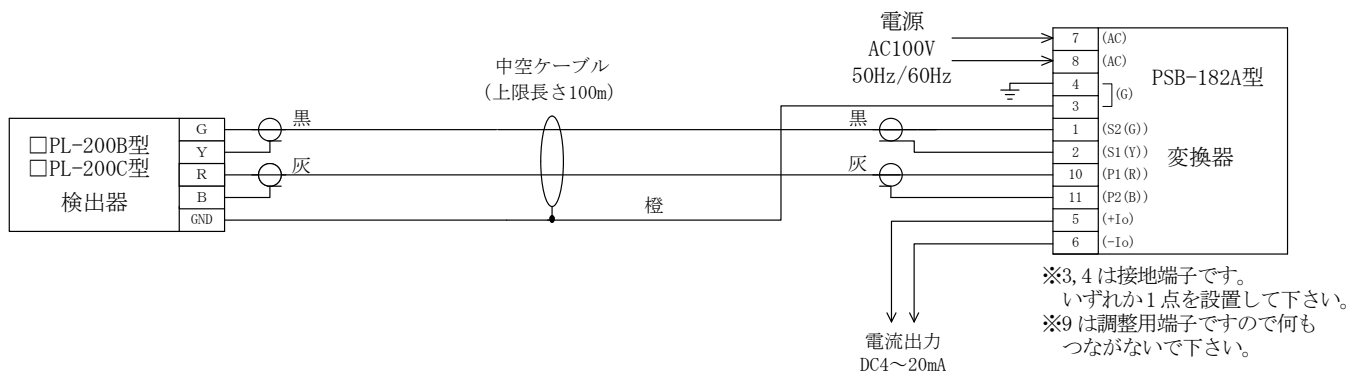 電源
AC100V
50Hz/60Hz
中空ケーブル
(上限長さ100m)
7 (AC)
8 (AC)
4
3
(G)
1 (S2(G))
2 (S1(Y))
10 (P1(R))
11 (P2(B))
5 (+Io)
6 (-Io)
PSB-182A型
変換器
□PL-200B型
□PL-200C型
検出器
G
Y
R
B
GND
黒
灰
黒
灰
橙
電流出力
DC4～20mA
※3,4は接地端子です。
いずれか1点を設置して下さい。
※9は調整用端子ですので何も
つながないで下さい。